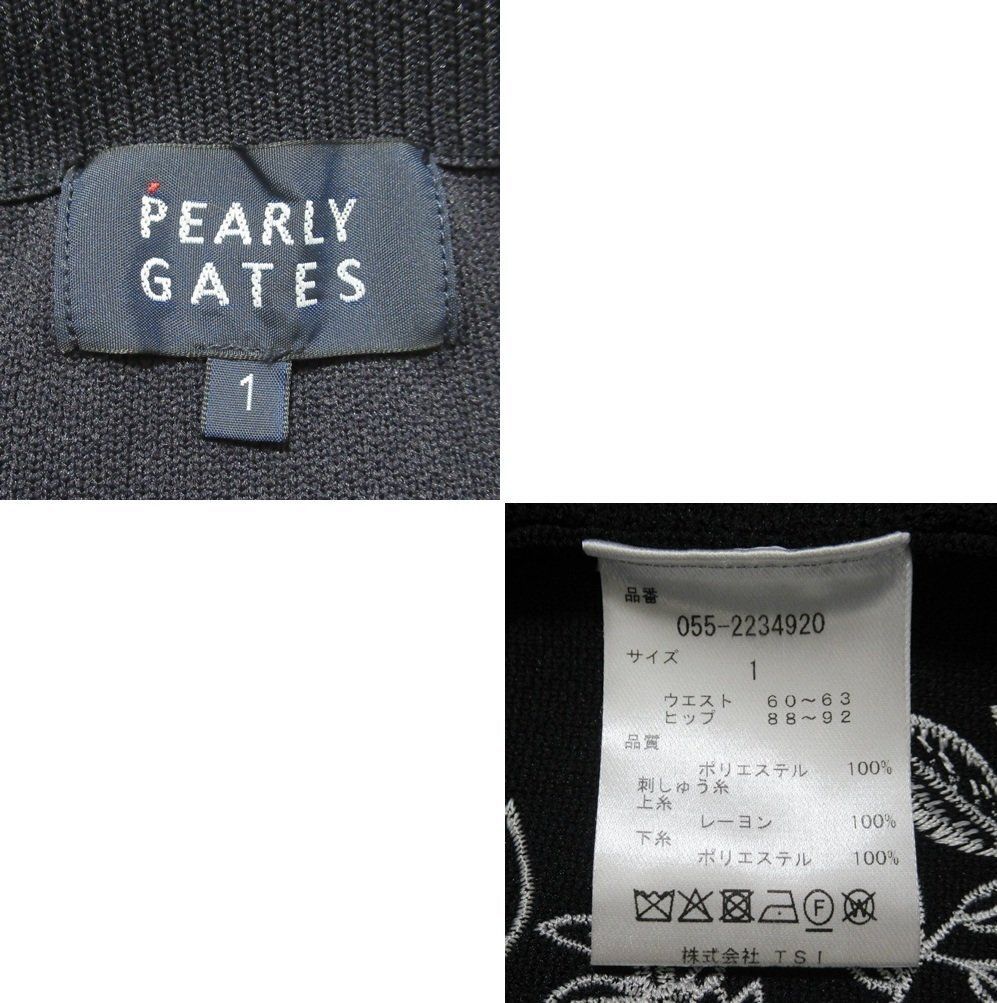 PEARLY
GATES
1
品番
055-2234920
サイズ
1
ウエスト 60～63
ヒップ 88～92
品質
ポリエステル 100%
刺しゅう糸
上糸
レーヨン 100%
下糸
ポリエステル 100%
F W
株式会社 TSI